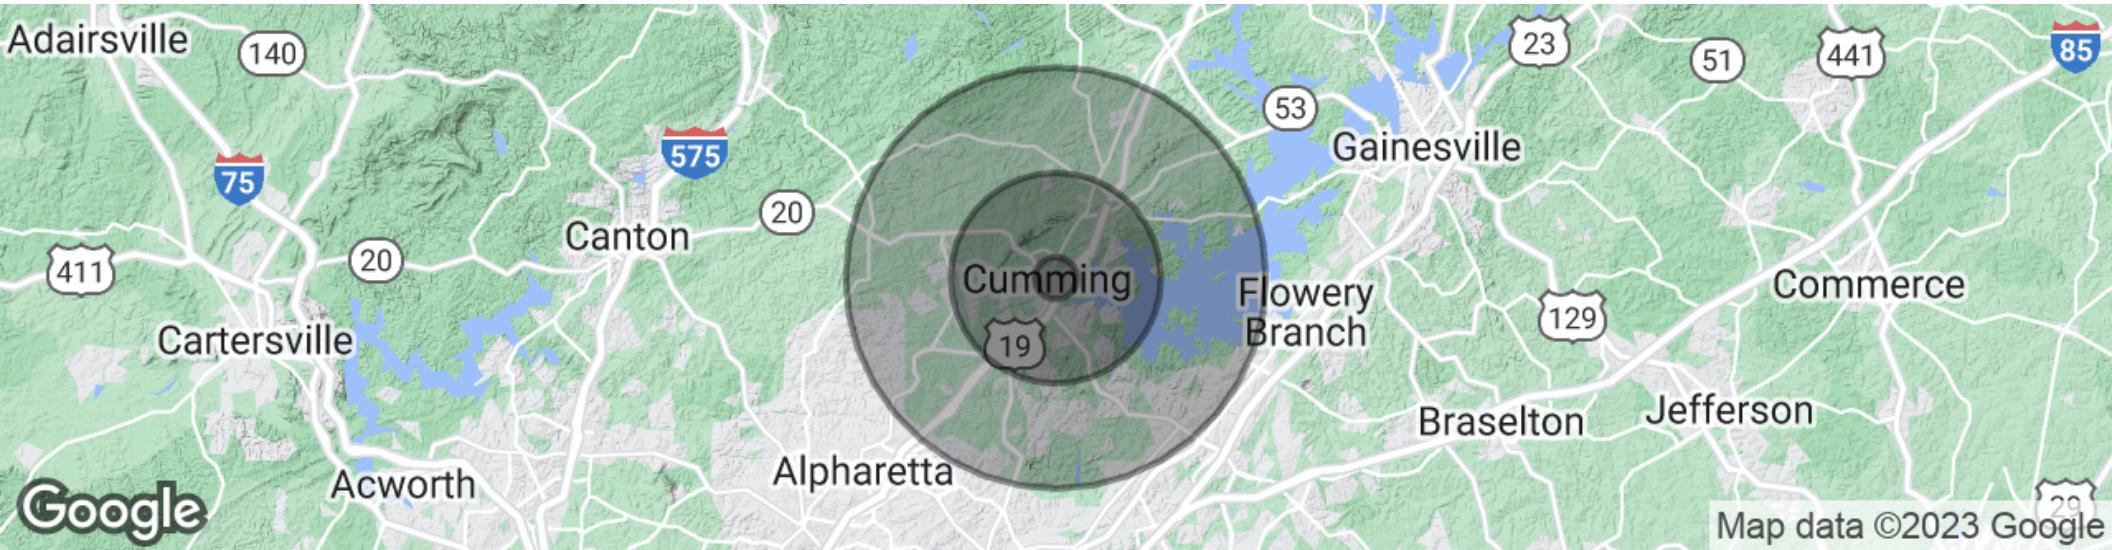 Adairsville
140
23
51
441
85
53
Gainesville
575
75
20
Canton
411
20
Cumming
Flowery
Branch
Commerce
129
Cartersville
19
Braselton
Jefferson
Alpharetta
Acworth
29
Google
Map data ©2023 Google